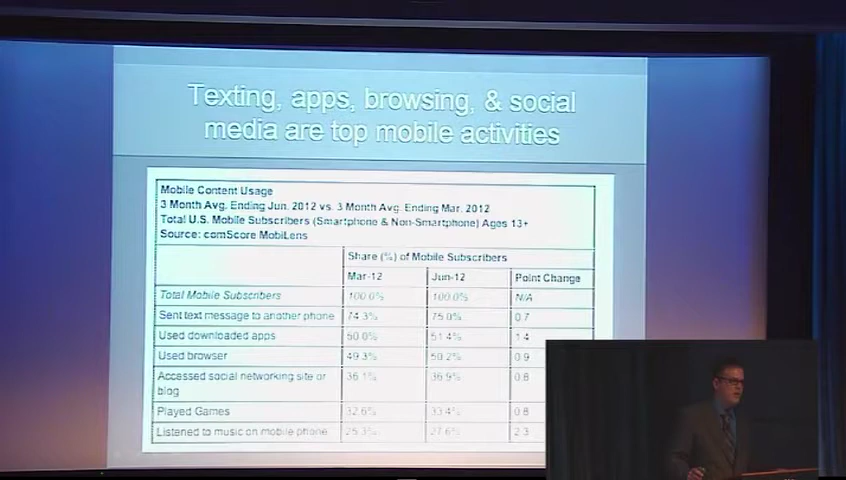 Texting, apps, browsing, & social
media are top mobile activities
Mobile Content Usage
3 Month Avg. Ending Jun. 2012 vs. 3 Month Avg. Ending Mar. 2012
Total U.S. Mobile Subscribers (Smartphone & Non-Smartphone) Ages 13+
Source: comScore MobiLens
Share (%) of Mobile Subscribers
Mar-12 Jun-12 Point Change
Total Mobile Subscribers 100.0% 100.0% N/A
Sent text message to another phone 74.3% 75.0% 0.7
Used downloaded apps 50.0% 51.4% 1.4
Used browser 49.3% 50.2% 0.9
Accessed social networking site or 36.1% 36.9% 0.8
blog
Played Games 32.6% 33.4% 0.8
Listened to music on mobile phone 25.3% 27.6% 2.3